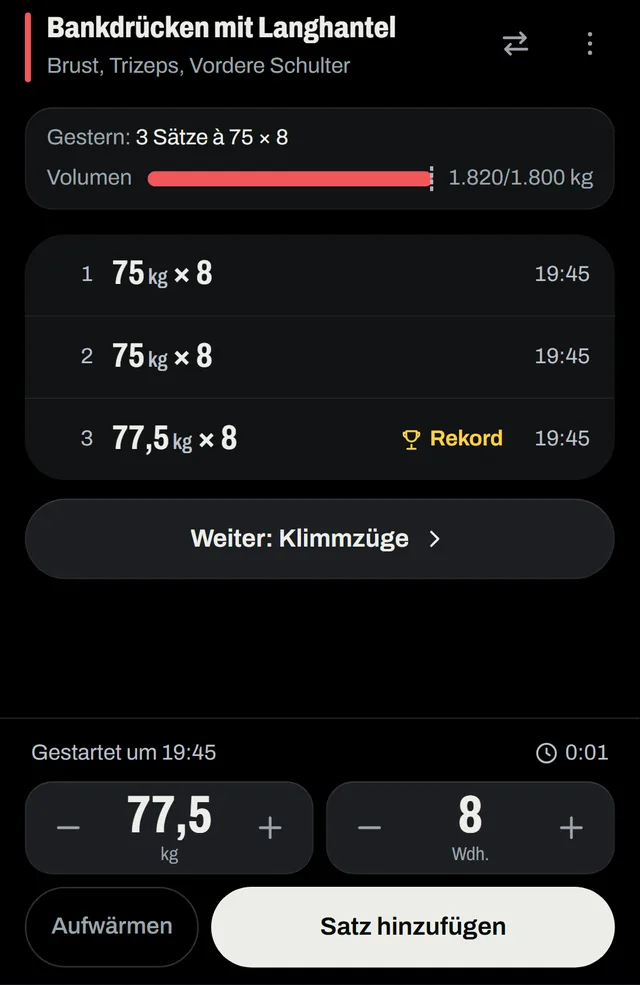 Bankdrücken mit Langhantel
Brust, Trizeps, Vordere Schulter
Gestern: 3 Sätze à 75 × 8
Volumen 1.820/1.800 kg
1 75 kg × 8 19:45
2 75 kg × 8 19:45
3 77,5 kg × 8 Rekord 19:45
Weiter: Klimmzüge
Gestartet um 19:45 0:01
− 77,5 + − 8 +
kg Wdh.
Aufwärmen Satz hinzufügen